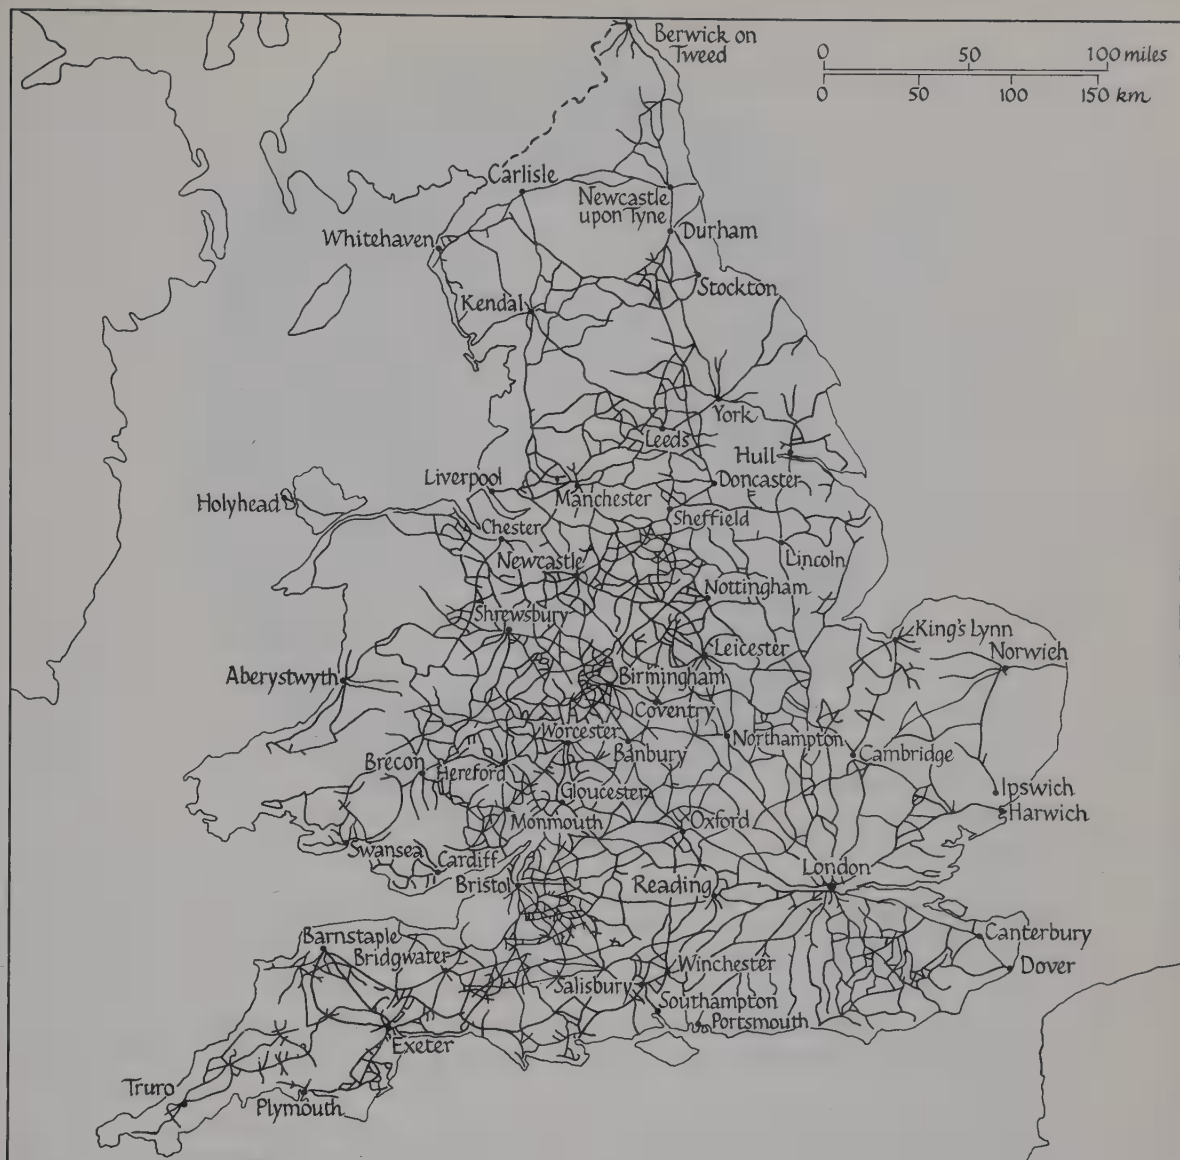 Berwick on
Tweed
0 50 100 miles
0 50 100 150 km
Carlisle
Newcastle
upon Tyne
Durham
Whitehaven
Stockton
Kendal
York
Leeds
Hull
Liverpool
Doncaster
Manchester
Holyhead
Sheffield
Chester
Lincoln
Newcastle
Nottingham
Shrewsbury
King's Lynn
Leicester
Norwich
Aberystwyth
Birmingham
Coventry
Worcester
Northampton
Banbury
Cambridge
Brecon
Hereford
Ipswich
Gloucester
Harwich
Monmouth
Oxford
Swansea
Cardiff
London
Bristol
Reading
Canterbury
Barnstaple
Bridgwater
Winchester
Dover
Salisbury
Southampton
Portsmouth
Exeter
Truro
Plymouth